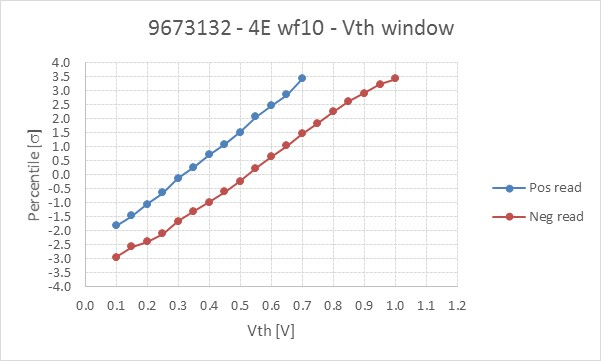 9673132 - 4E wf10 - Vth window
4.0
3.5
3.0
2.5
2.0
1.5
1.0
0.5
0.0
-0.5
-1.0
-1.5
-2.0
-2.5
-3.0
-3.5
-4.0
Percentile [σ]
0.0 0.1 0.2 0.3 0.4 0.5 0.6 0.7 0.8 0.9 1.0 1.1 1.2
Vth [V]
Pos read
Neg read